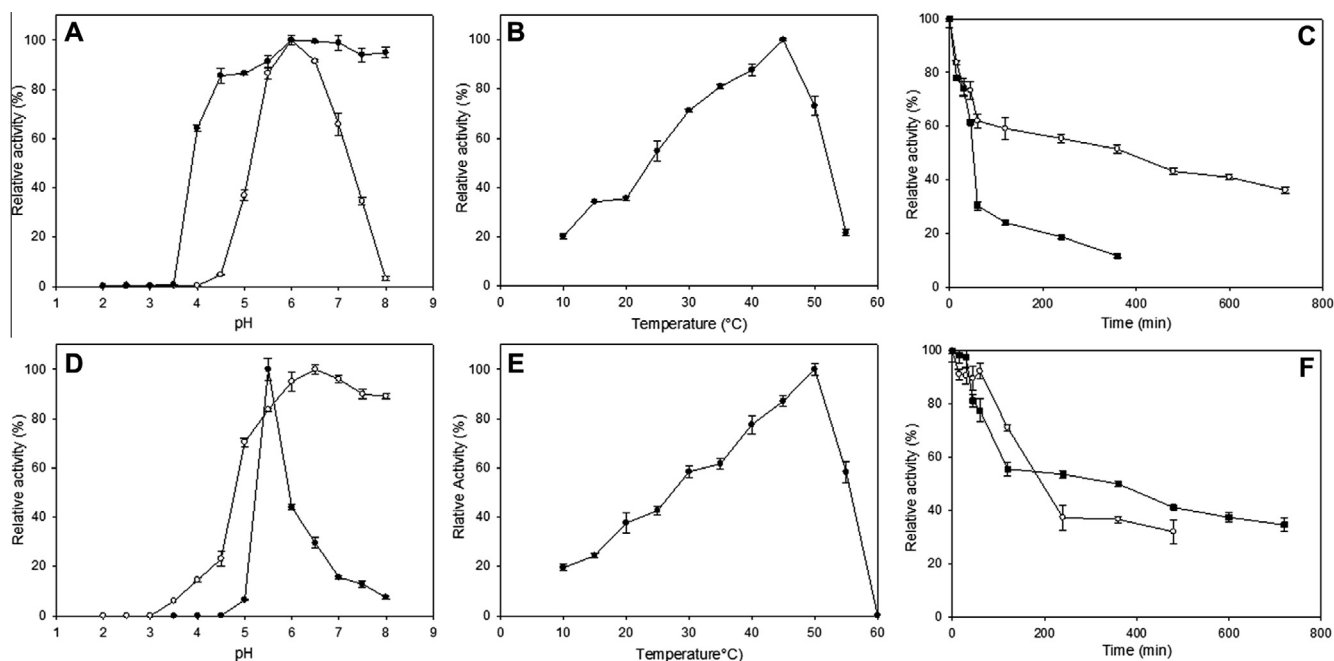 A
Relative activity (%)
100
80
60
40
20
0
1 2 3 4 5 6 7 8 9
pH
B
Relative activity (%)
100
80
60
40
20
0
0 10 20 30 40 50 60
Temperature (°C)
C
Relative activity (%)
100
80
60
40
20
0
0 200 400 600 800
Time (min)
D
Relative activity (%)
100
80
60
40
20
0
1 2 3 4 5 6 7 8 9
pH
E
Rlative Activity (%)
100
80
60
40
20
0
0 10 20 30 40 50 60
Temperature°C)
F
Relative activity (%)
100
80
60
40
20
0
0 200 400 600 800
Time (min)